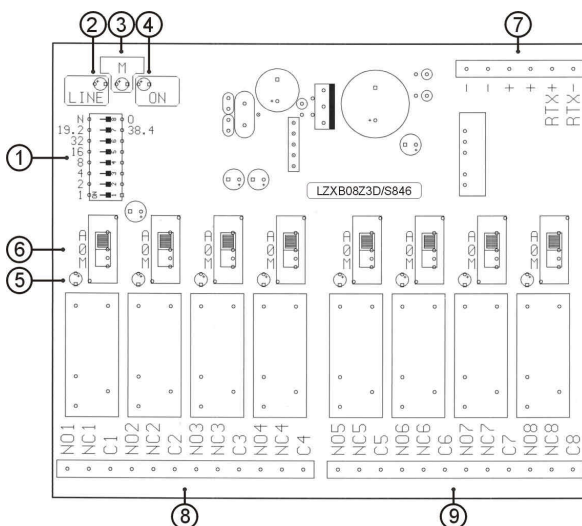 2 3 4 7
M
LINE ON
- - + + RTX+ RTX-
N O
19.2 38.4
32
16
1
8
4
2
1 ON
LZXB08Z3D/S846
6
A 0 M A 0 M A 0 M A 0 M A 0 M A 0 M A 0 M A 0 M
5
NO1 NC1 C1 NO2 NC2 C2 NO3 NC3 C3 NO4 NC4 C4 NO5 NC5 C5 NO6 NC6 C6 NO7 NC7 C7 NO8 NC8 C8
8 9